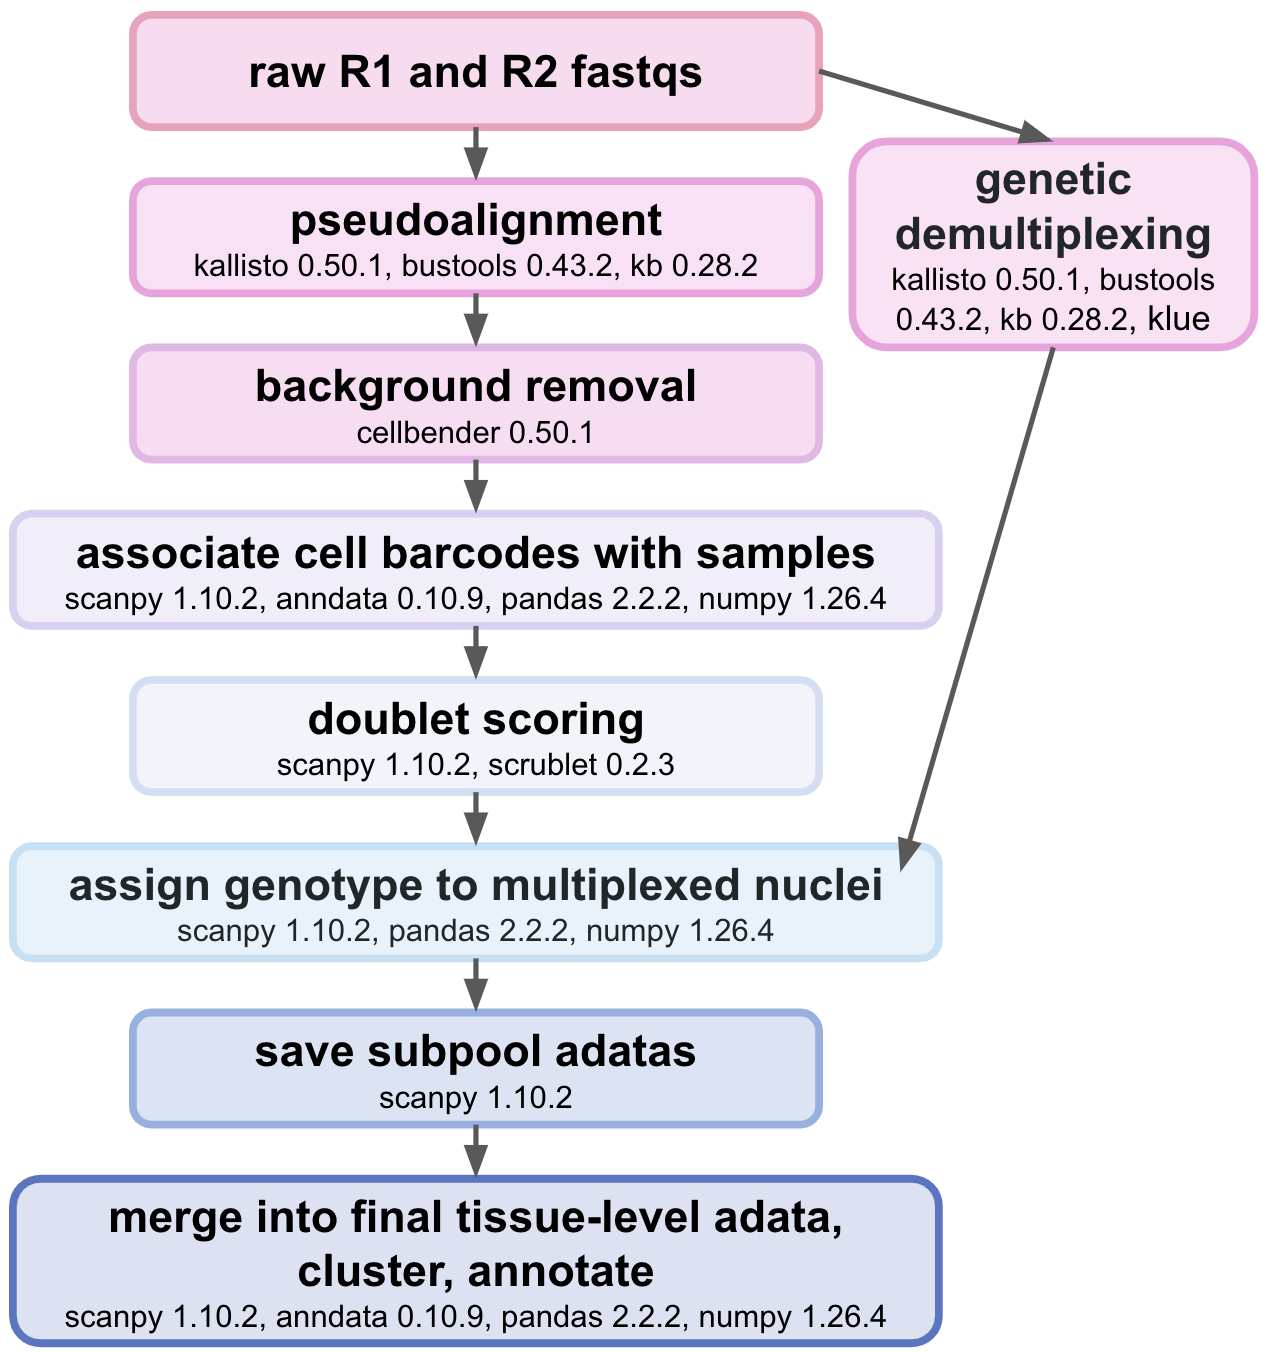 raw R1 and R2 fastqs
genetic
demultiplexing
kallisto 0.50.1, bustools
0.43.2, kb 0.28.2, klue
pseudoalignment
kallisto 0.50.1, bustools 0.43.2, kb 0.28.2
background removal
cellbender 0.50.1
associate cell barcodes with samples
scanpy 1.10.2, anndata 0.10.9, pandas 2.2.2, numpy 1.26.4
doublet scoring
scanpy 1.10.2, scrublet 0.2.3
assign genotype to multiplexed nuclei
scanpy 1.10.2, pandas 2.2.2, numpy 1.26.4
save subpool adatas
scanpy 1.10.2
merge into final tissue-level adata,
cluster, annotate
scanpy 1.10.2, anndata 0.10.9, pandas 2.2.2, numpy 1.26.4